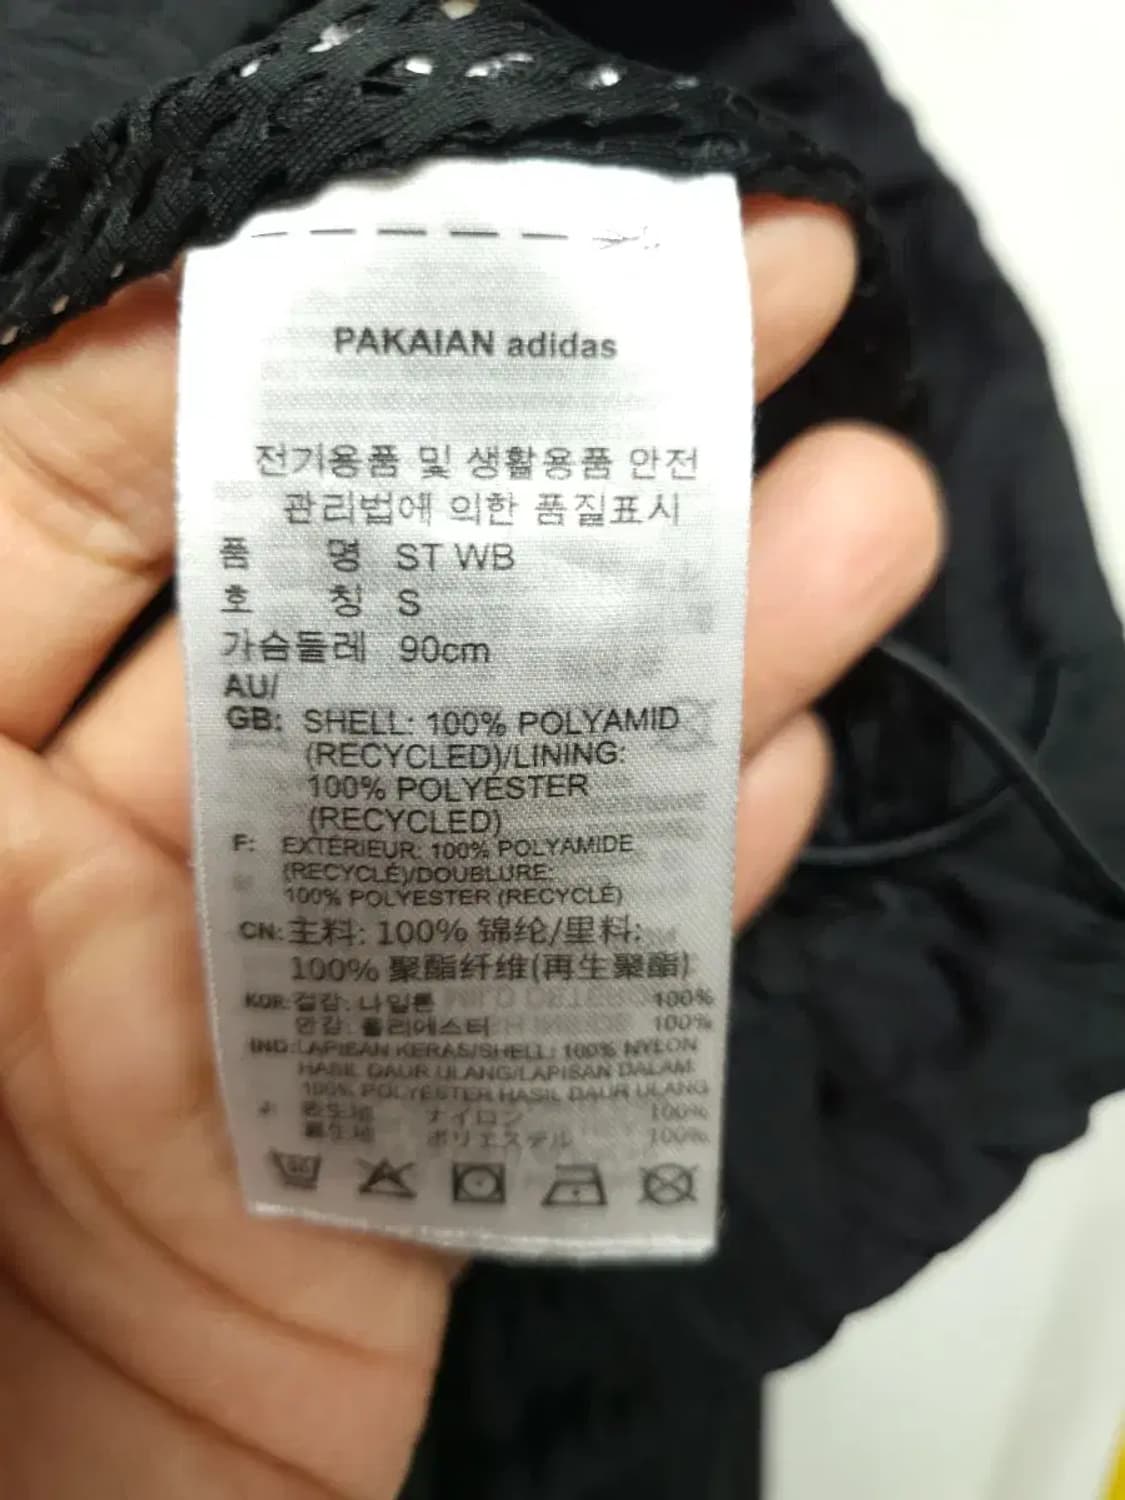 PAKAIAN adidas
전기용품 및 생활용품 안전
관리법에 의한 품질표시
품 명 ST WB
호 칭 S
가슴둘레 90cm
AU/
GB: SHELL: 100% POLYAMID
(RECYCLED)/LINING:
100% POLYESTER
(RECYCLED)
F: EXTERIEUR: 100% POLYAMIDE
(RECYCLÉ)/DOUBLURE:
100% POLYESTER (RECYCLÉ)
CN: 主料: 100% 锦纶/里料:
100% 聚酯纤维(再生聚酯)
KOR: 겉감: 나일론 100%
안감: 폴리에스터 100%
IND: LAPISAN KERAS/SHELL: 100% NYLON
HASIL DAUR ULANG/LAPISAN DALAM:
100% POLYESTER HASIL DAUR ULANG
ナイロン 100%
ポリエステル 100%